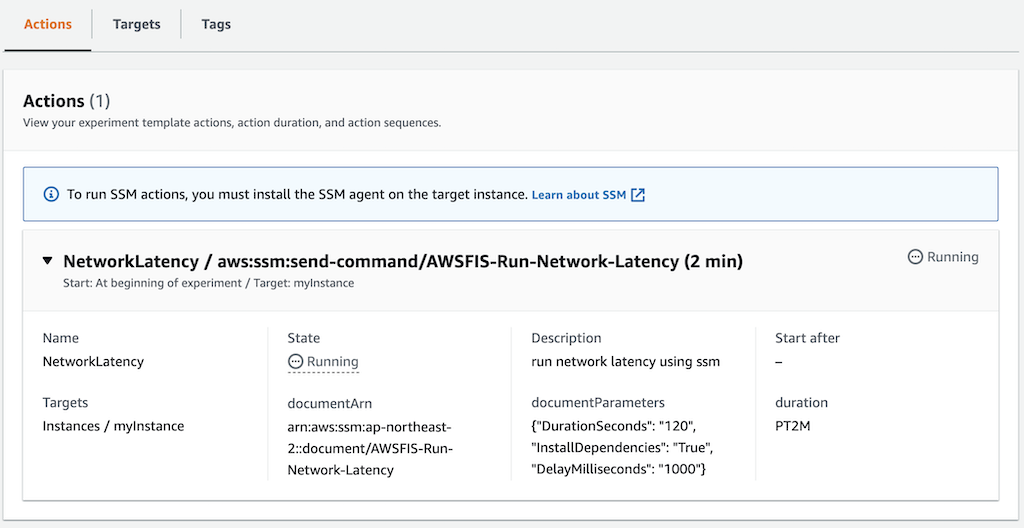 Actions
Targets
Tags
Actions (1)
View your experiment template actions, action duration, and action sequences.
To run SSM actions, you must install the SSM agent on the target instance. Learn about SSM
NetworkLatency / aws:ssm:send-command/AWSFIS-Run-Network-Latency (2 min)
Running
Start: At beginning of experiment / Target: myInstance
Name
NetworkLatency
State
Running
Description
run network latency using ssm
Start after
–
Targets
Instances / myInstance
documentArn
arn:aws:ssm:ap-northeast-
2::document/AWSFIS-Run-
Network-Latency
documentParameters
{"DurationSeconds": "120",
"InstallDependencies": "True",
"DelayMilliseconds": "1000"}
duration
PT2M